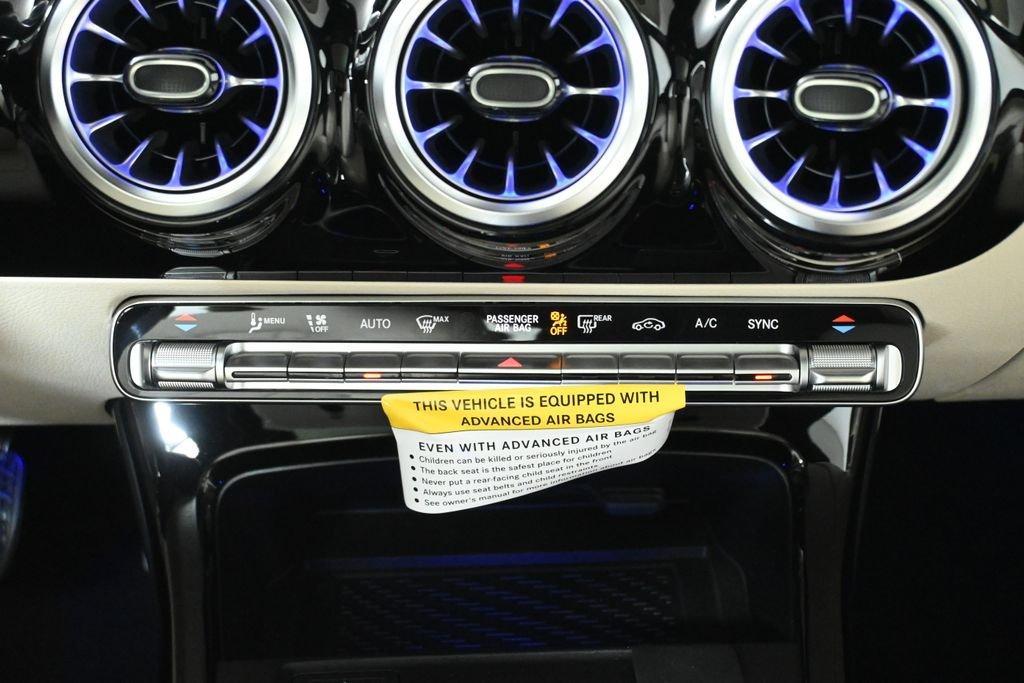 MENU OFF AUTO MAX PASSENGER AIR BAG OFF REAR A/C SYNC
THIS VEHICLE IS EQUIPPED WITH
ADVANCED AIR BAGS
EVEN WITH ADVANCED AIR BAGS
• Children can be killed or seriously injured by the air bag
• The back seat is the safest place for children
• Never put a rear-facing child seat in the front
• Always use seat belts and child restraints
• See owner's manual for more information about air bags